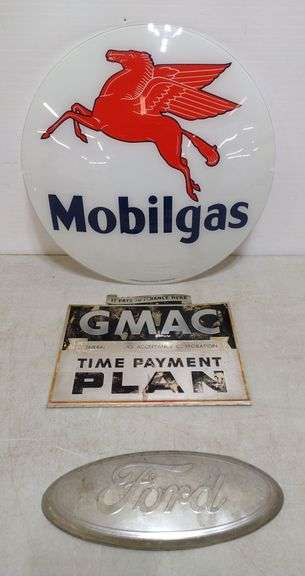 Mobilgas
IT PAYS TO FINANCE HERE
GMAC
ACCEPTANCE CORPORATION
TIME PAYMENT
PLAN
Ford